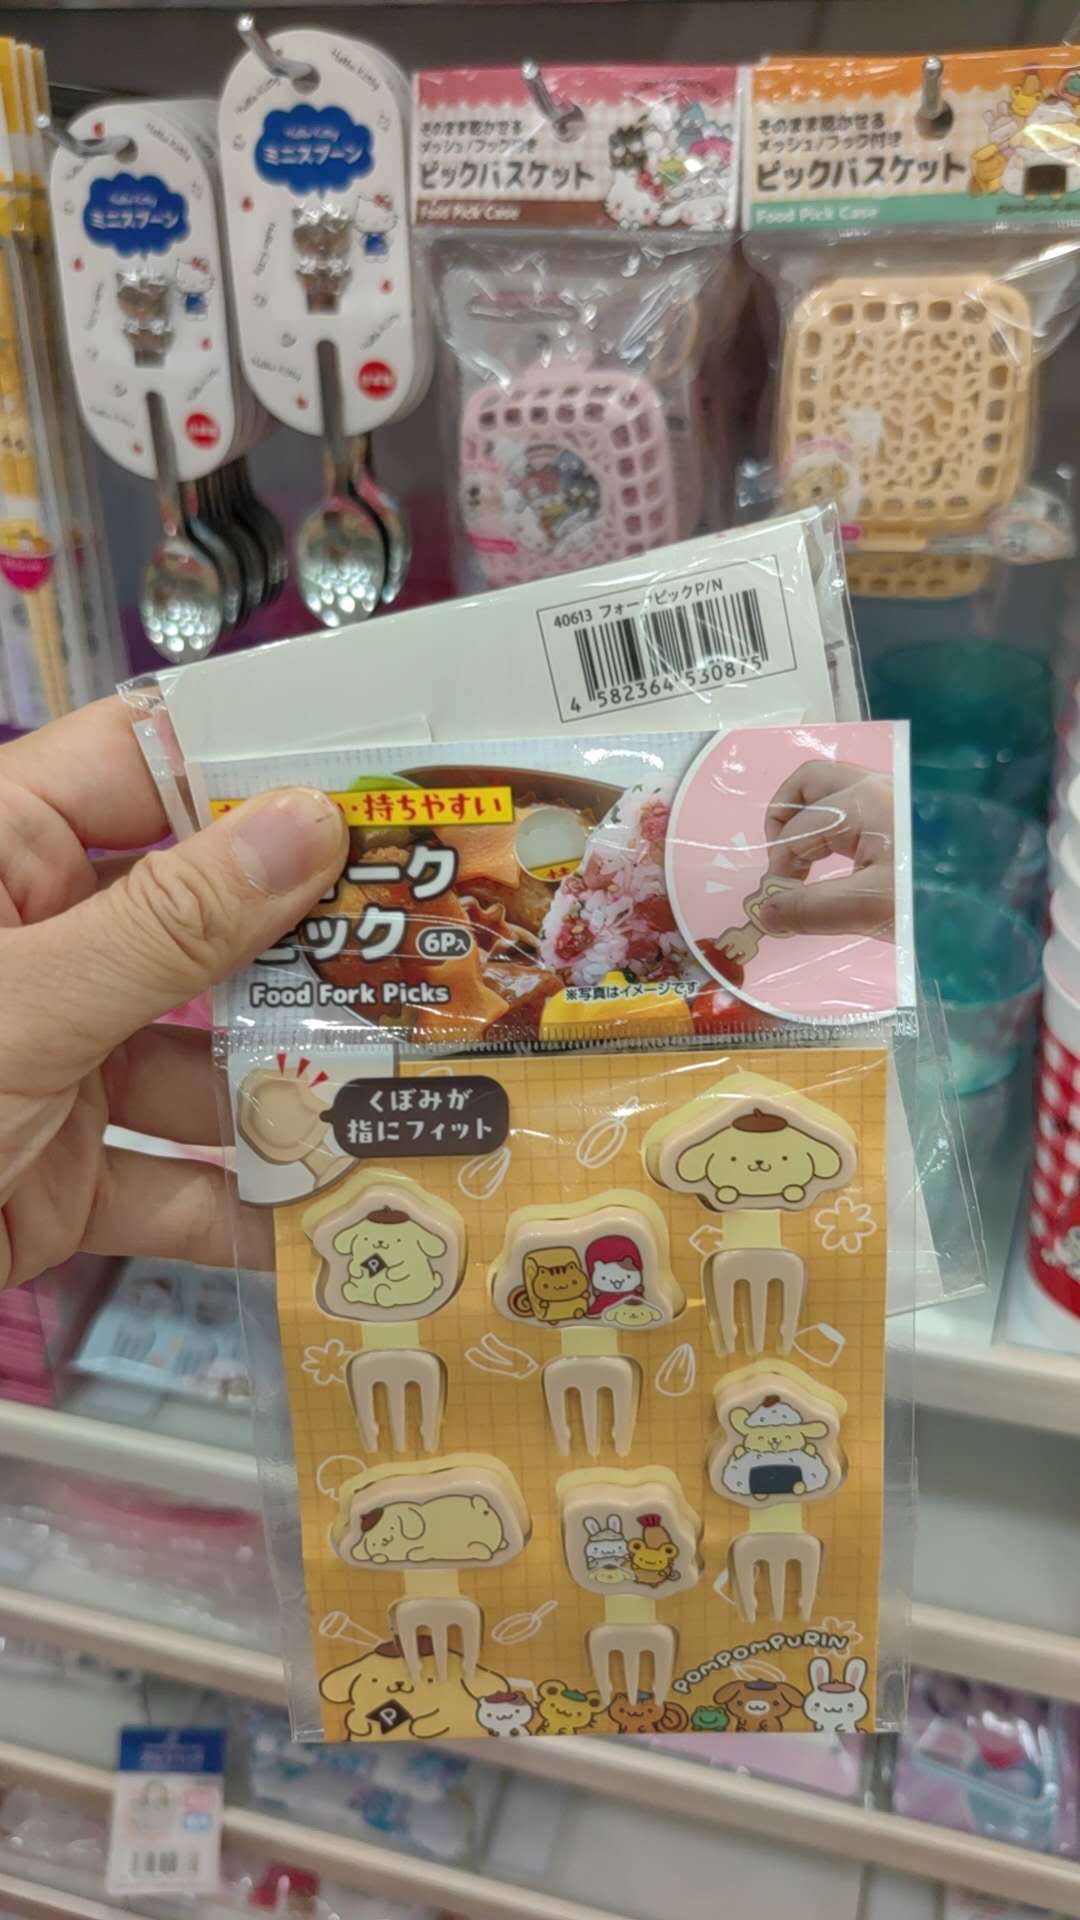 Hello Kitty
ミニスプーン
Hello Kitty
ミニスプーン
そのまま乾かせる
メッシュ/フック付き
ピックバスケット
Food Pick Case
そのまま乾かせる
メッシュ/フック付き
ピックバスケット
Food Pick Case
40613 フォークピックP/N
4 582364 530875
・持ちやすい
ーク
ピック 6P入
Food Fork Picks
※写真はイメージです
くぼみが
指にフィット
P
POMPOMPURIN
P